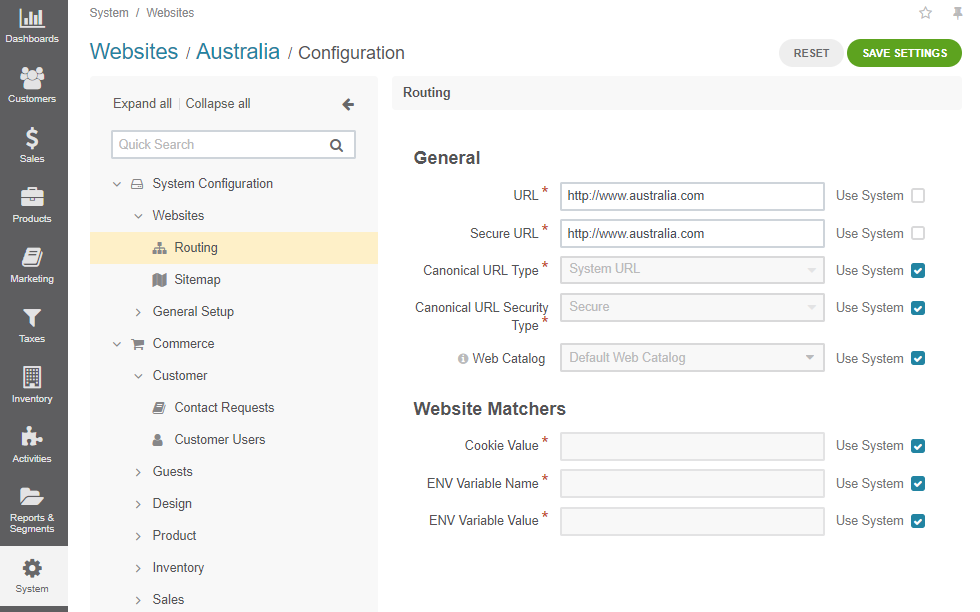 Dashboards
Customers
Sales
Products
Marketing
Taxes
Inventory
Activities
Reports &
Segments
System
System / Websites
Websites / Australia / Configuration
RESET
SAVE SETTINGS
Expand all | Collapse all
Quick Search
System Configuration
Websites
Routing
Sitemap
General Setup
Commerce
Customer
Contact Requests
Customer Users
Guests
Design
Product
Inventory
Sales
Routing
General
URL * http://www.australia.com Use System
Secure URL * http://www.australia.com Use System
Canonical URL Type * System URL Use System
Canonical URL Security
Type * Secure Use System
Web Catalog Default Web Catalog Use System
Website Matchers
Cookie Value * Use System
ENV Variable Name * Use System
ENV Variable Value * Use System